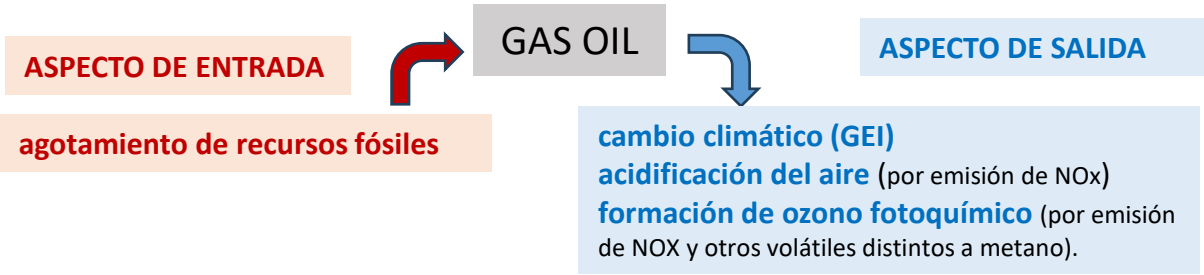 GAS OIL
ASPECTO DE ENTRADA
ASPECTO DE SALIDA
agotamiento de recursos fósiles
cambio climático (GEI)
acidificación del aire (por emisión de NOx)
formación de ozono fotoquímico (por emisión
de NOX y otros volátiles distintos a metano).